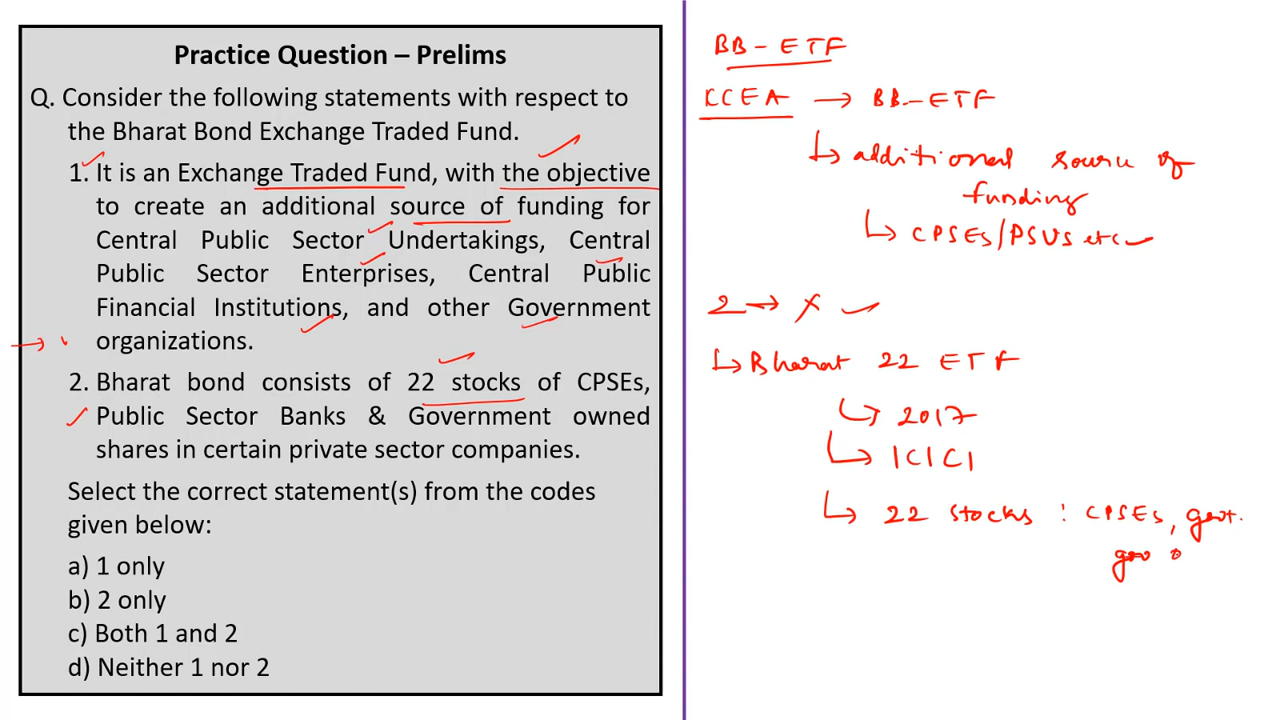 Practice Question – Prelims
Q. Consider the following statements with respect to
the Bharat Bond Exchange Traded Fund.
1. It is an Exchange Traded Fund, with the objective
to create an additional source of funding for
Central Public Sector Undertakings, Central
Public Sector Enterprises, Central Public
Financial Institutions, and other Government
organizations.
2. Bharat bond consists of 22 stocks of CPSEs,
Public Sector Banks & Government owned
shares in certain private sector companies.
Select the correct statement(s) from the codes
given below:
a) 1 only
b) 2 only
c) Both 1 and 2
d) Neither 1 nor 2
BB - ETF
CCEA → BB-ETF
↳ additional source of
funding
↳ CPSEs/PSUs etc
2 → ✗ ✓
↳ Bharat 22 ETF
↳ 2017
↳ ICICI
↳ 22 stocks : CPSEs, govt.